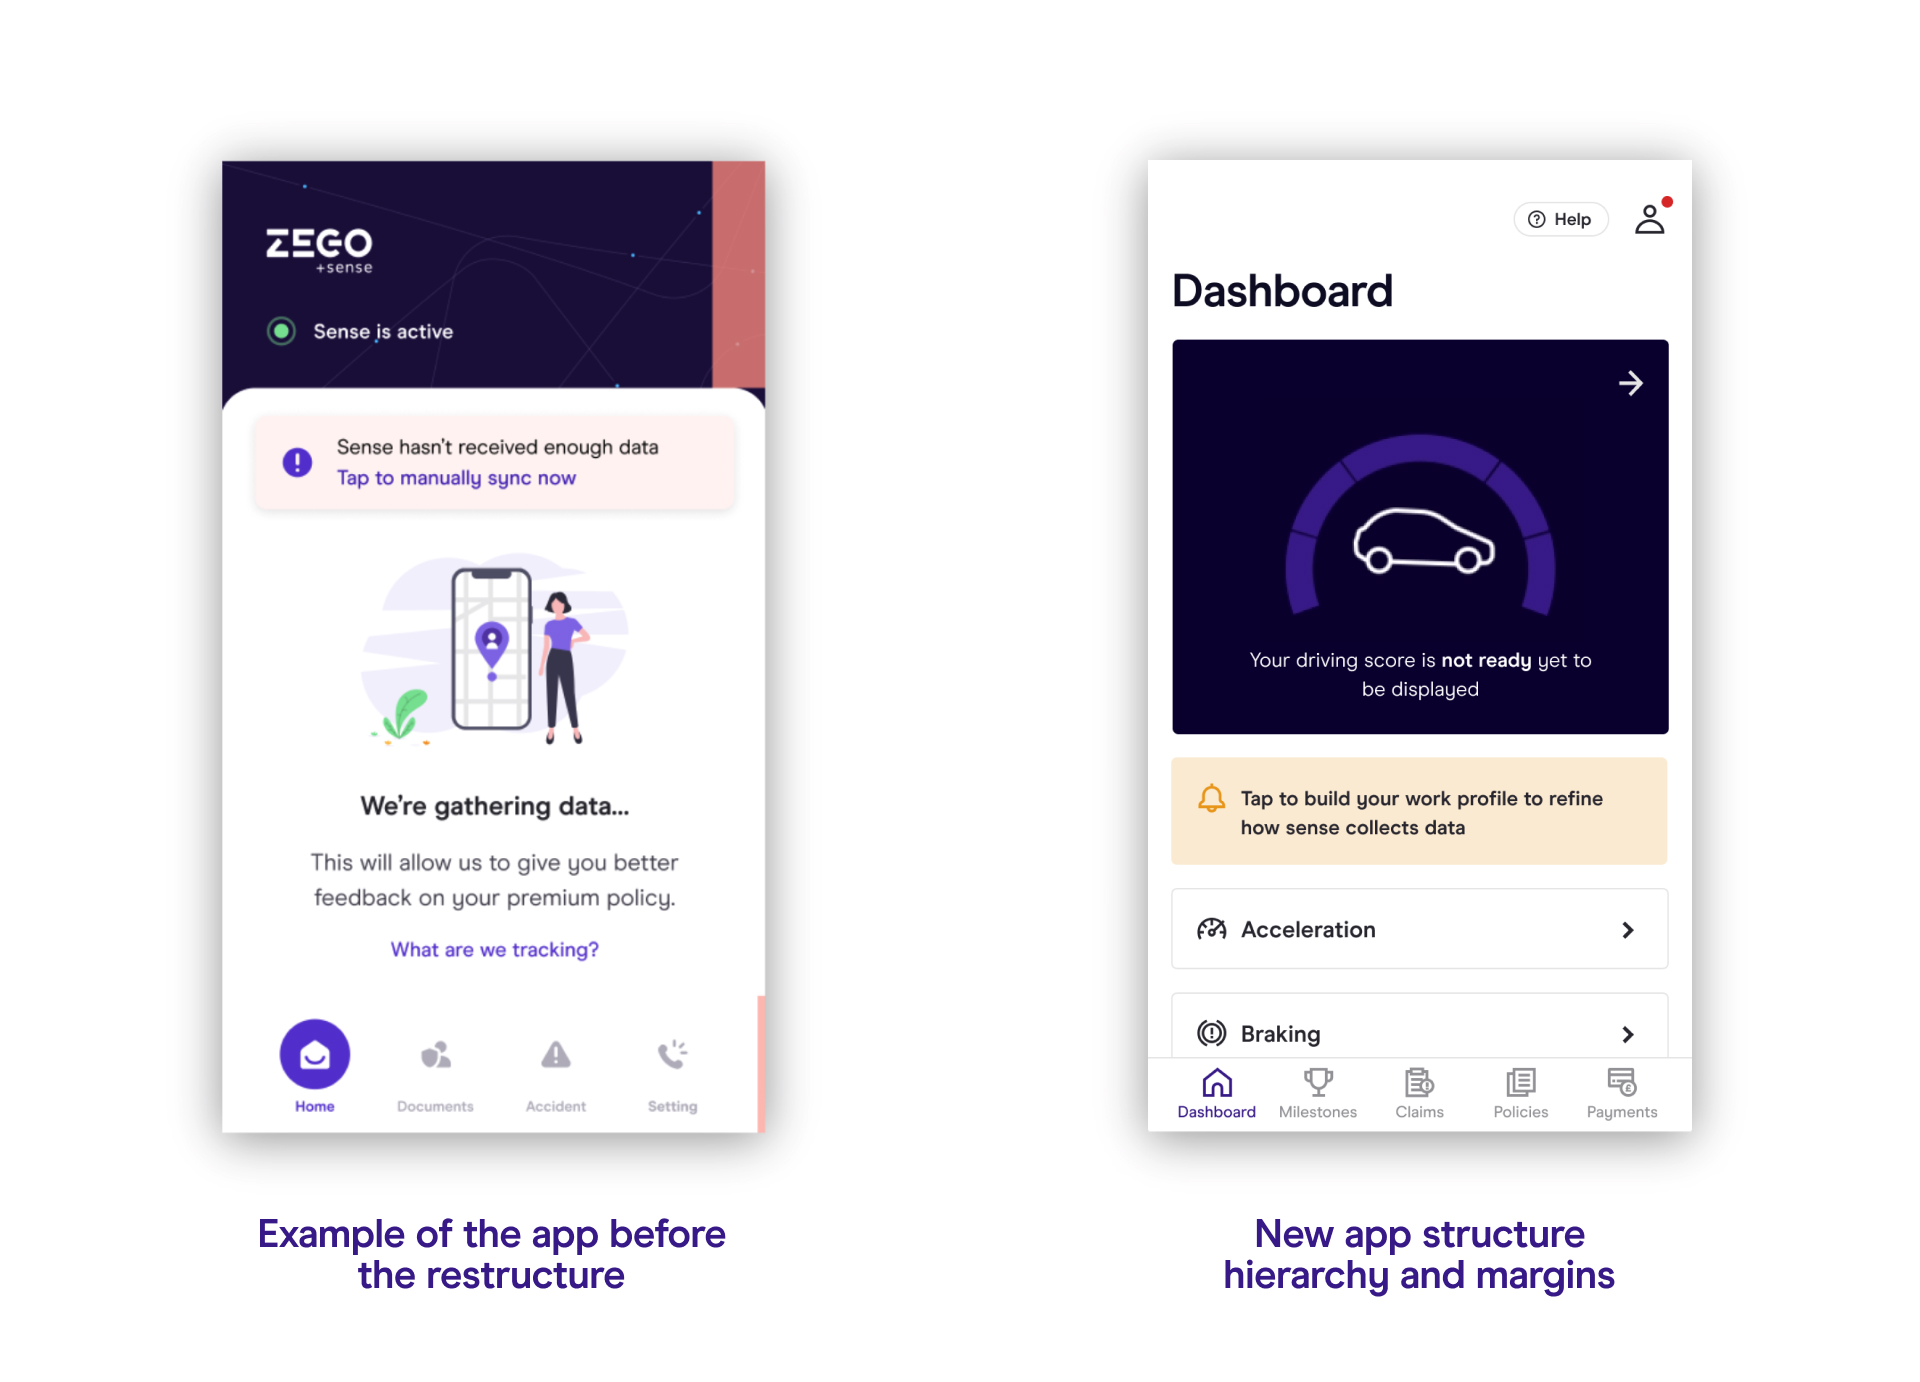 ZEGO
+sense
Sense is active
Sense hasn't received enough data
Tap to manually sync now
We're gathering data...
This will allow us to give you better
feedback on your premium policy.
What are we tracking?
Home
Documents
Accident
Setting
Example of the app before
the restructure
Help
Dashboard
Your driving score is not ready yet to
be displayed
Tap to build your work profile to refine
how sense collects data
Acceleration
Braking
Dashboard
Milestones
Claims
Policies
Payments
New app structure
hierarchy and margins